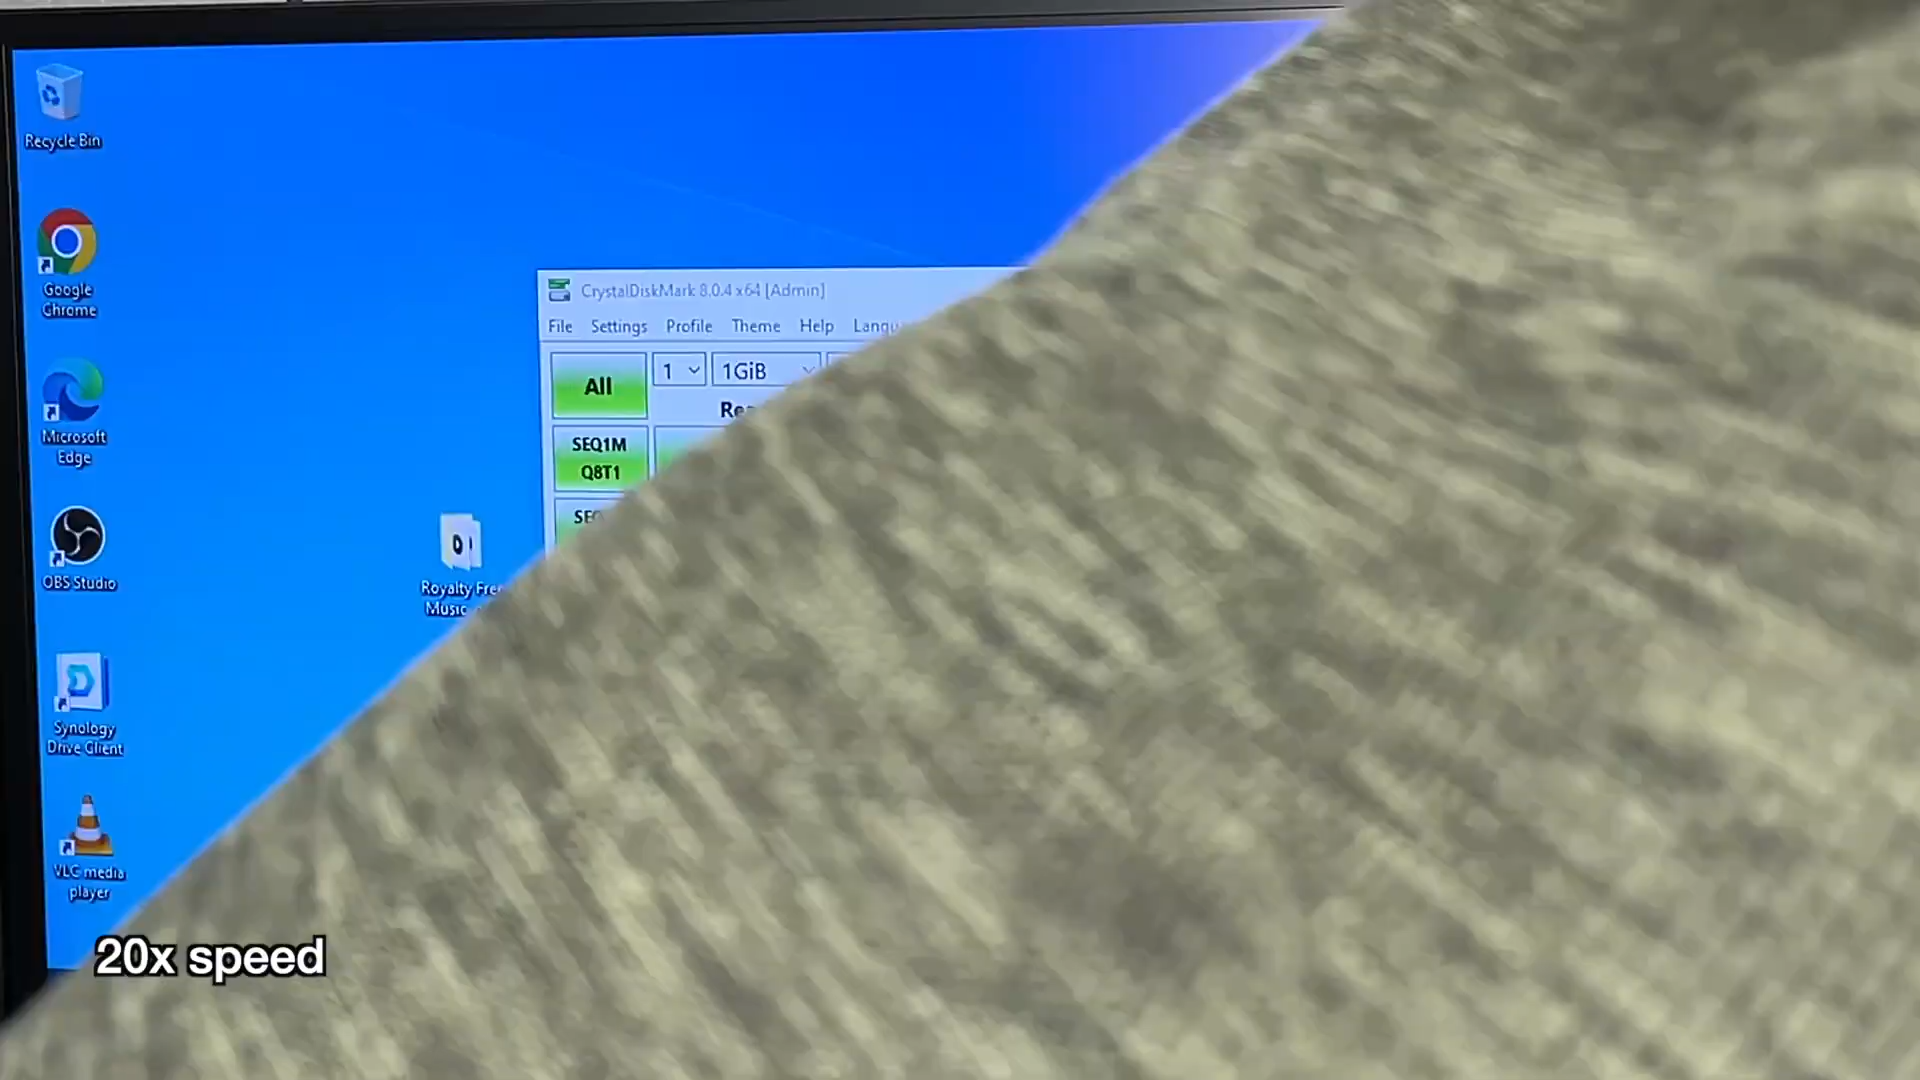 Recycle Bin
Google
Chrome
Microsoft
Edge
OBS Studio
Synology
Drive Client
VLC media
player
Royalty
Music
CrystalDiskMark 8.0.4 x64 [Admin]
File Settings Profile Theme Help
All
1
1GiB
SEQ1M
Q8T1
20x speed